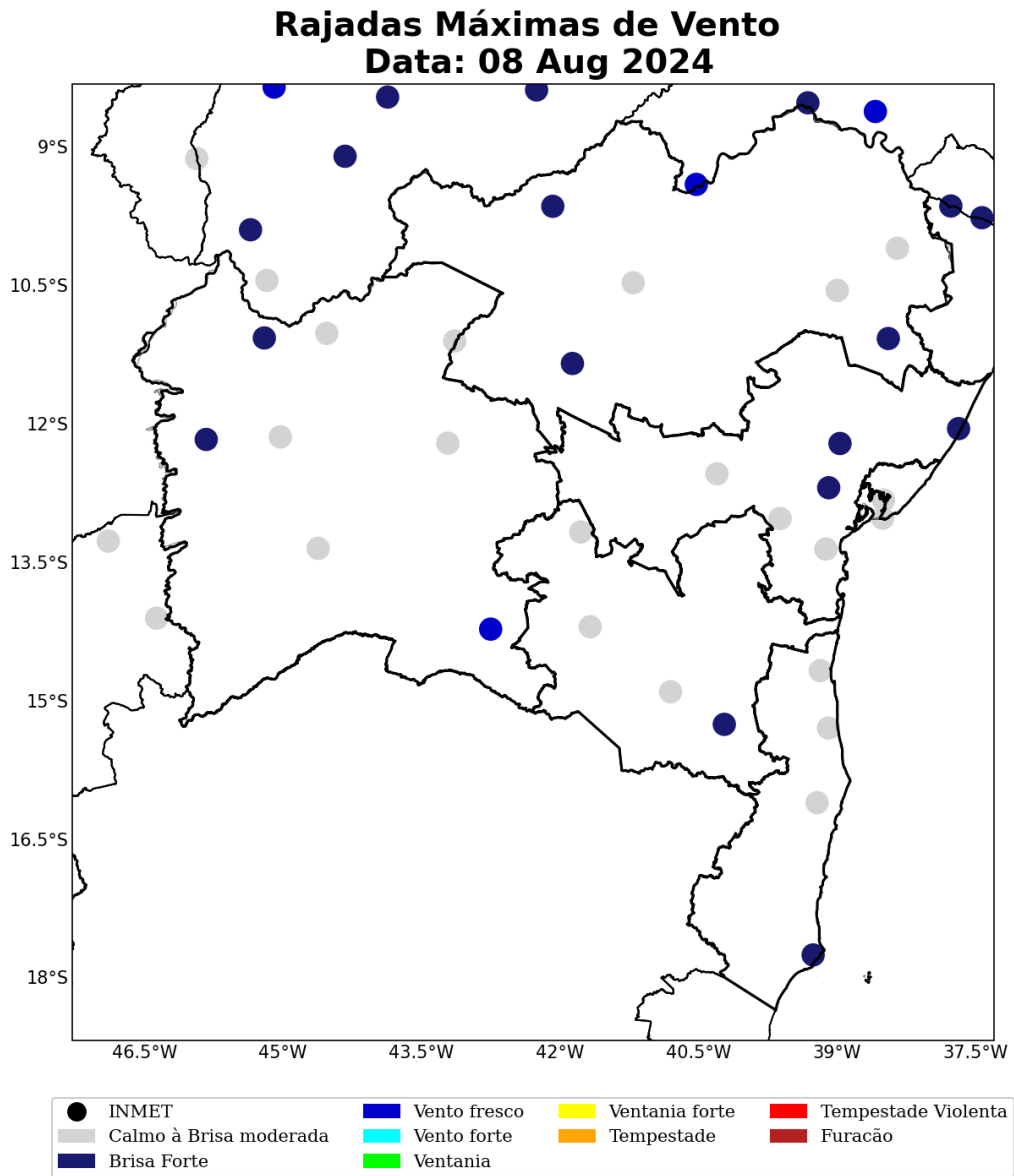 Rajadas Máximas de Vento
Data: 08 Aug 2024
9°S
10.5°S
12°S
13.5°S
15°S
16.5°S
18°S
46.5°W 45°W 43.5°W 42°W 40.5°W 39°W 37.5°W
INMET Vento fresco Ventania forte Tempestade Violenta
Calmo à Brisa moderada Vento forte Tempestade Furacão
Brisa Forte Ventania